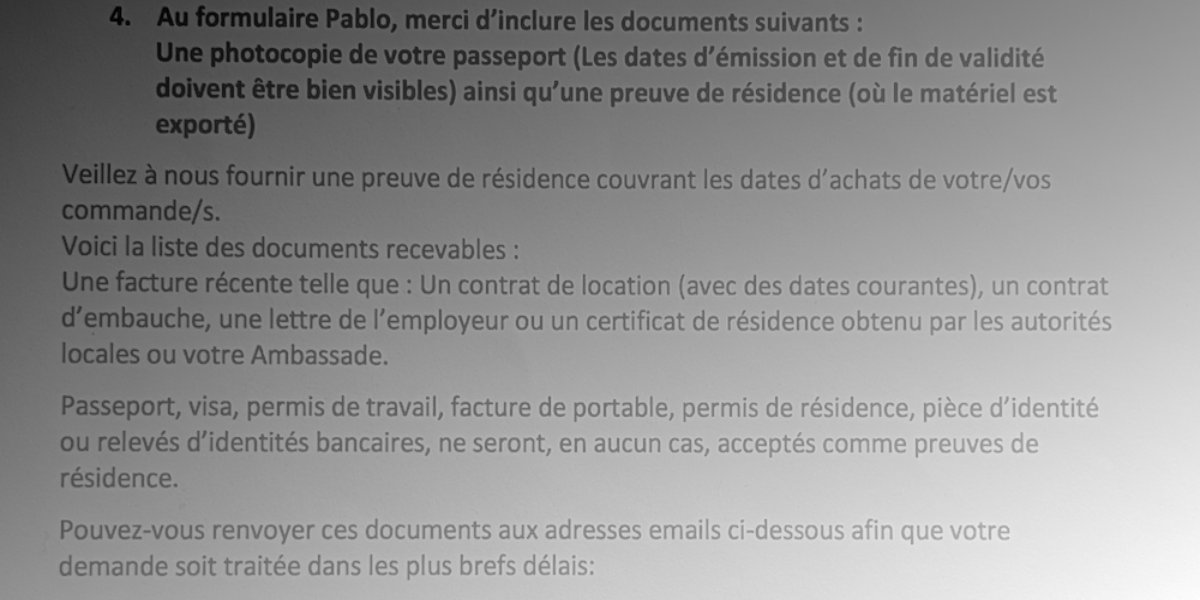 4. Au formulaire Pablo, merci d'inclure les documents suivants :
Une photocopie de votre passeport (Les dates d'émission et de fin de validité
doivent être bien visibles) ainsi qu'une preuve de résidence (où le matériel est
exporté)
Veillez à nous fournir une preuve de résidence couvrant les dates d'achats de votre/vos
commande/s.
Voici la liste des documents recevables :
Une facture récente telle que : Un contrat de location (avec des dates courantes), un contrat
d'embauche, une lettre de l'employeur ou un certificat de résidence obtenu par les autorités
locales ou votre Ambassade.
Passeport, visa, permis de travail, facture de portable, permis de résidence, pièce d'identité
ou relevés d'identités bancaires, ne seront, en aucun cas, acceptés comme preuves de
résidence.
Pouvez-vous renvoyer ces documents aux adresses emails ci-dessous afin que votre
demande soit traitée dans les plus brefs délais: